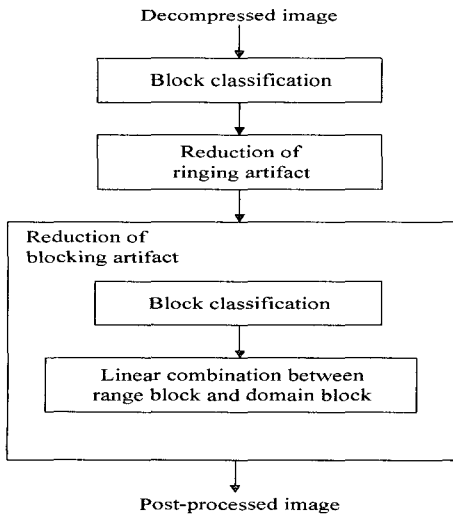 Decompressed image
Block classification
Reduction of
ringing artifact
Reduction of
blocking artifact
Block classification
Linear combination between
range block and domain block
Post-processed image